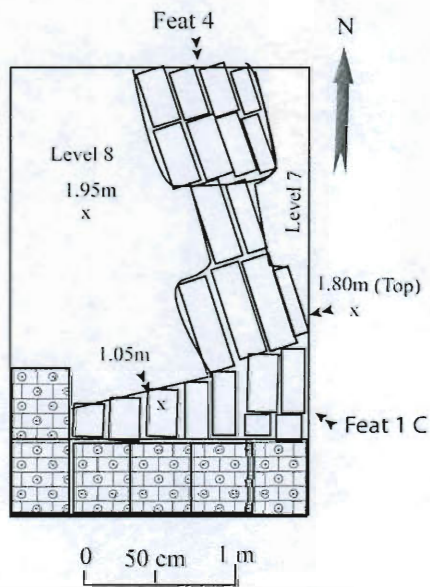 Feat 4
N
Level 8
1.95m
x
Level 7
1.80m (Top)
x
1.05m
x
Feat 1 C
0 50 cm 1 m